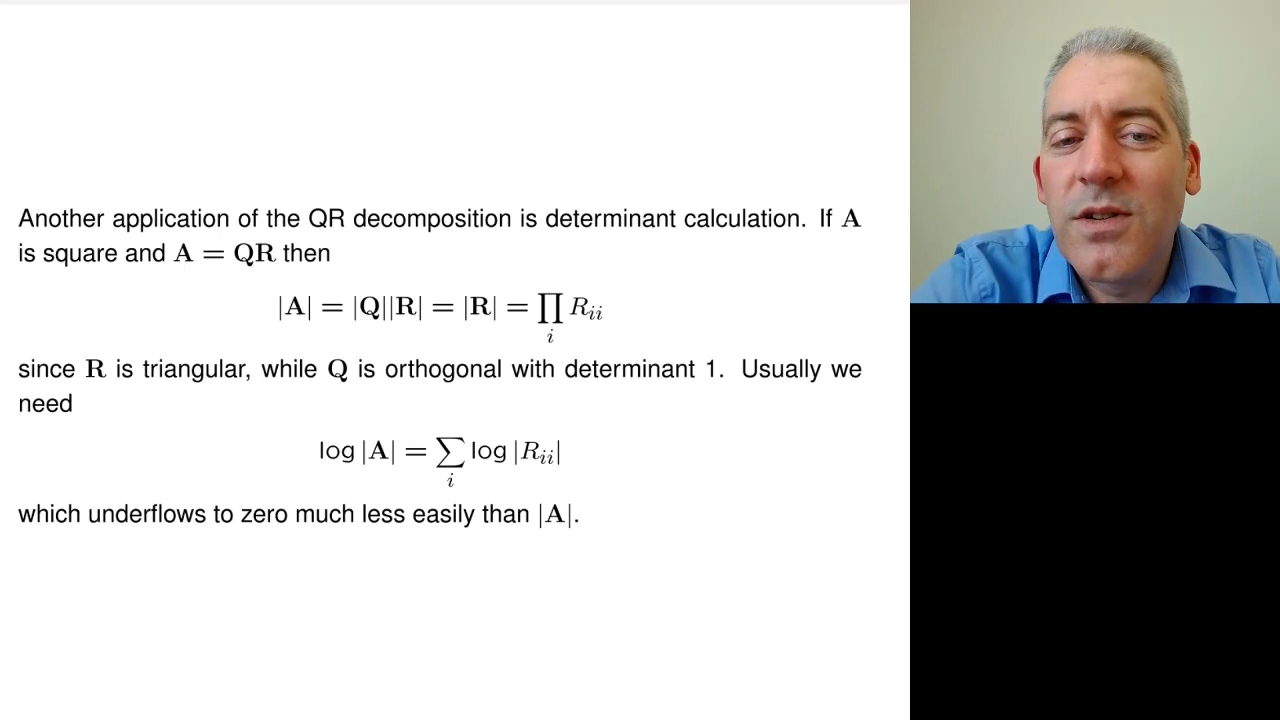 Another application of the QR decomposition is determinant calculation. If A
is square and A = QR then
|A| = |Q||R| = |R| = ∏ R_ii
i
since R is triangular, while Q is orthogonal with determinant 1. Usually we
need
log |A| = ∑ log |R_ii|
i
which underflows to zero much less easily than |A|.